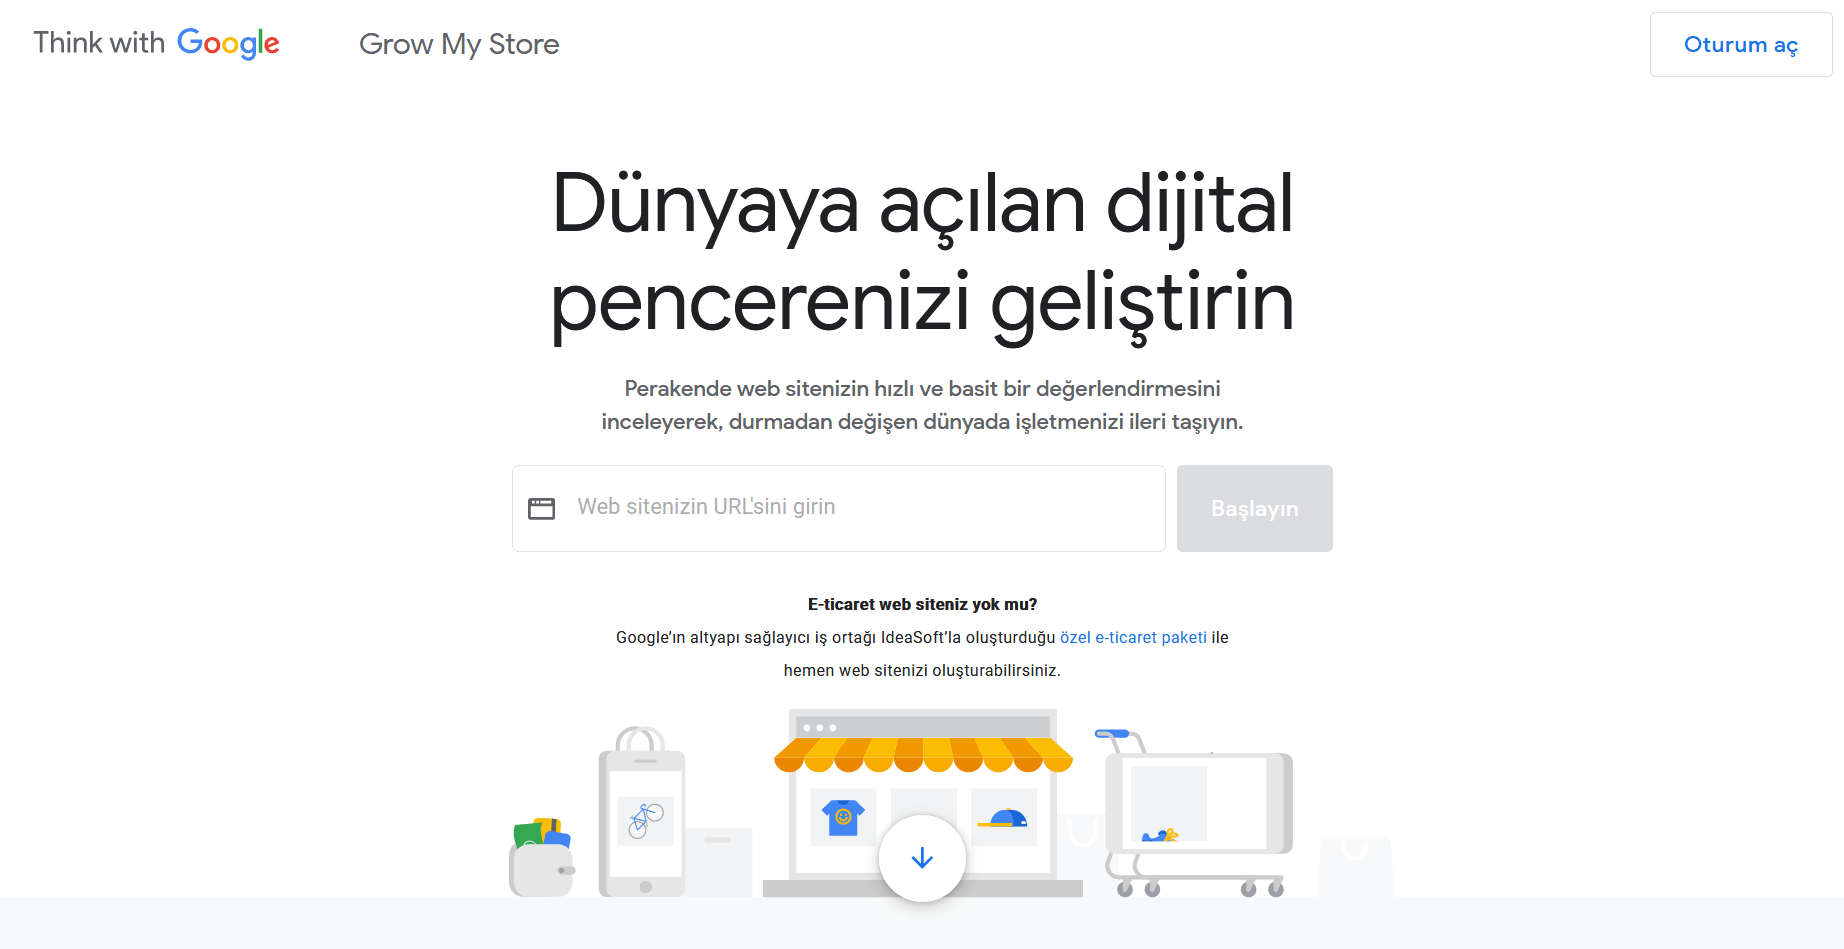 Think with Google
Grow My Store
Oturum aç
Dünyaya açılan dijital
pencerenizi geliştirin
Perakende web sitenizin hızlı ve basit bir değerlendirmesini
inceleyerek, durmadan değişen dünyada işletmenizi ileri taşıyın.
Web sitenizin URL'sini girin
Başlayın
E-ticaret web siteniz yok mu?
Google’ın altyapı sağlayıcı iş ortağı IdeaSoft’la oluşturduğu özel e-ticaret paketi ile
hemen web sitenizi oluşturabilirsiniz.